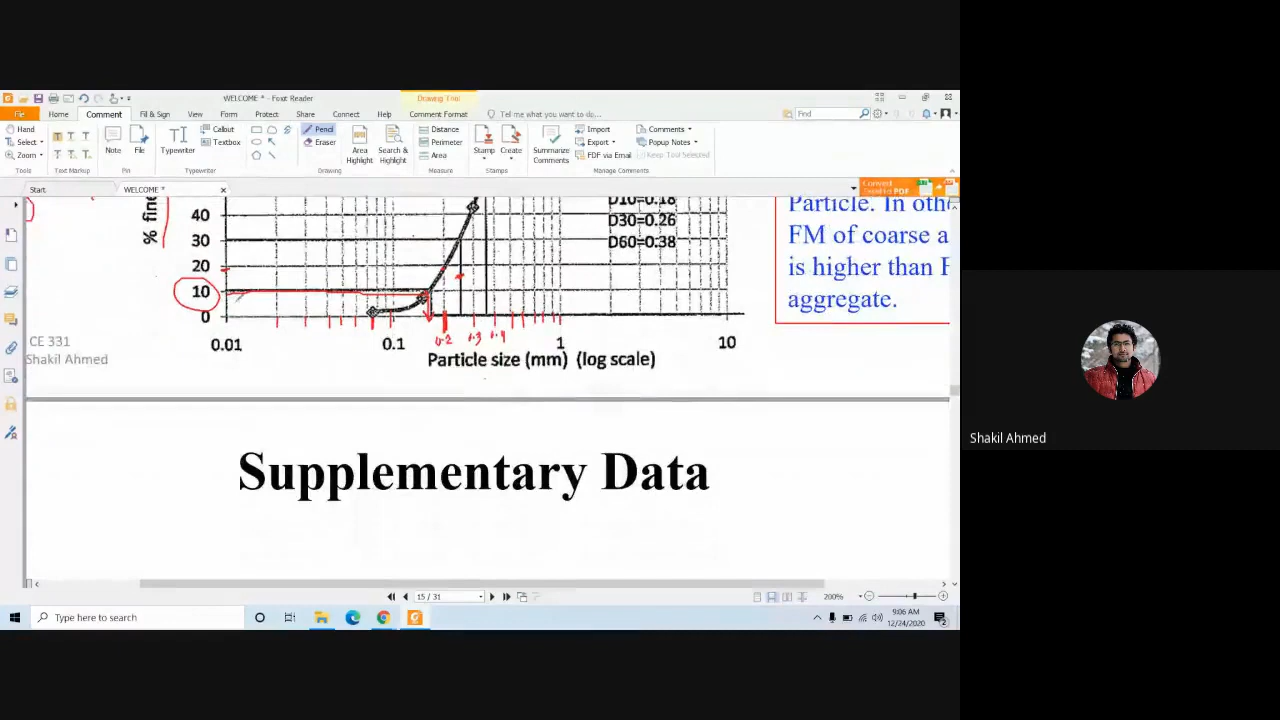 WELCOME * - Foxit Reader
Drawing Tool
File
Home
Comment
Fill & Sign
View
Form
Protect
Share
Connect
Help
Comment Format
Tell me what you want to do...
Find
Hand
Select
Zoom
Tools
Text Markup
Note
File
Pin
Typewriter
Callout
Textbox
Typewriter
Pencil
Eraser
Drawing
Area Highlight
Search & Highlight
Distance
Perimeter
Area
Measure
Stamp
Create
Stamps
Summarize Comments
Import
Export
FDF via Email
Comments
Popup Notes
Keep Tool Selected
Manage Comments
Start
WELCOME *
% fine
40
30
20
10
0
D10=0.18
D30=0.26
D60=0.38
0.2
0.3
0.4
0.01
0.1
1
10
Particle size (mm) (log scale)
Particle. In oth
FM of coarse a
is higher than F
aggregate.
CE 331
Shakil Ahmed
Supplementary Data
15 / 31
200%
Type here to search
9:06 AM
12/24/2020
Shakil Ahmed